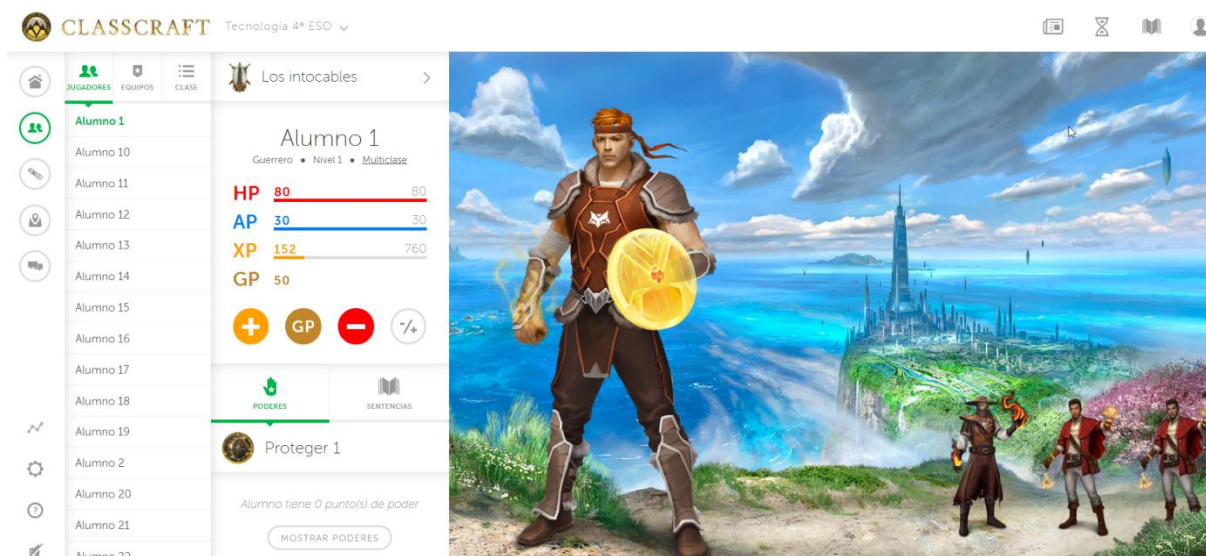 CLASSCRAFT
Tecnología 4º ESO
JUGADORES
EQUIPOS
CLASE
Alumno 1
Alumno 10
Alumno 11
Alumno 12
Alumno 13
Alumno 14
Alumno 15
Alumno 16
Alumno 17
Alumno 18
Alumno 19
Alumno 2
Alumno 20
Alumno 21
Alumno 22
Los intocables
Alumno 1
Guerrero • Nivel 1 • Multiclase
HP 80 80
AP 30 30
XP 152 760
GP 50
GP
-/+
PODERES
SENTENCIAS
Proteger 1
Alumno tiene 0 punto(s) de poder
MOSTRAR PODERES